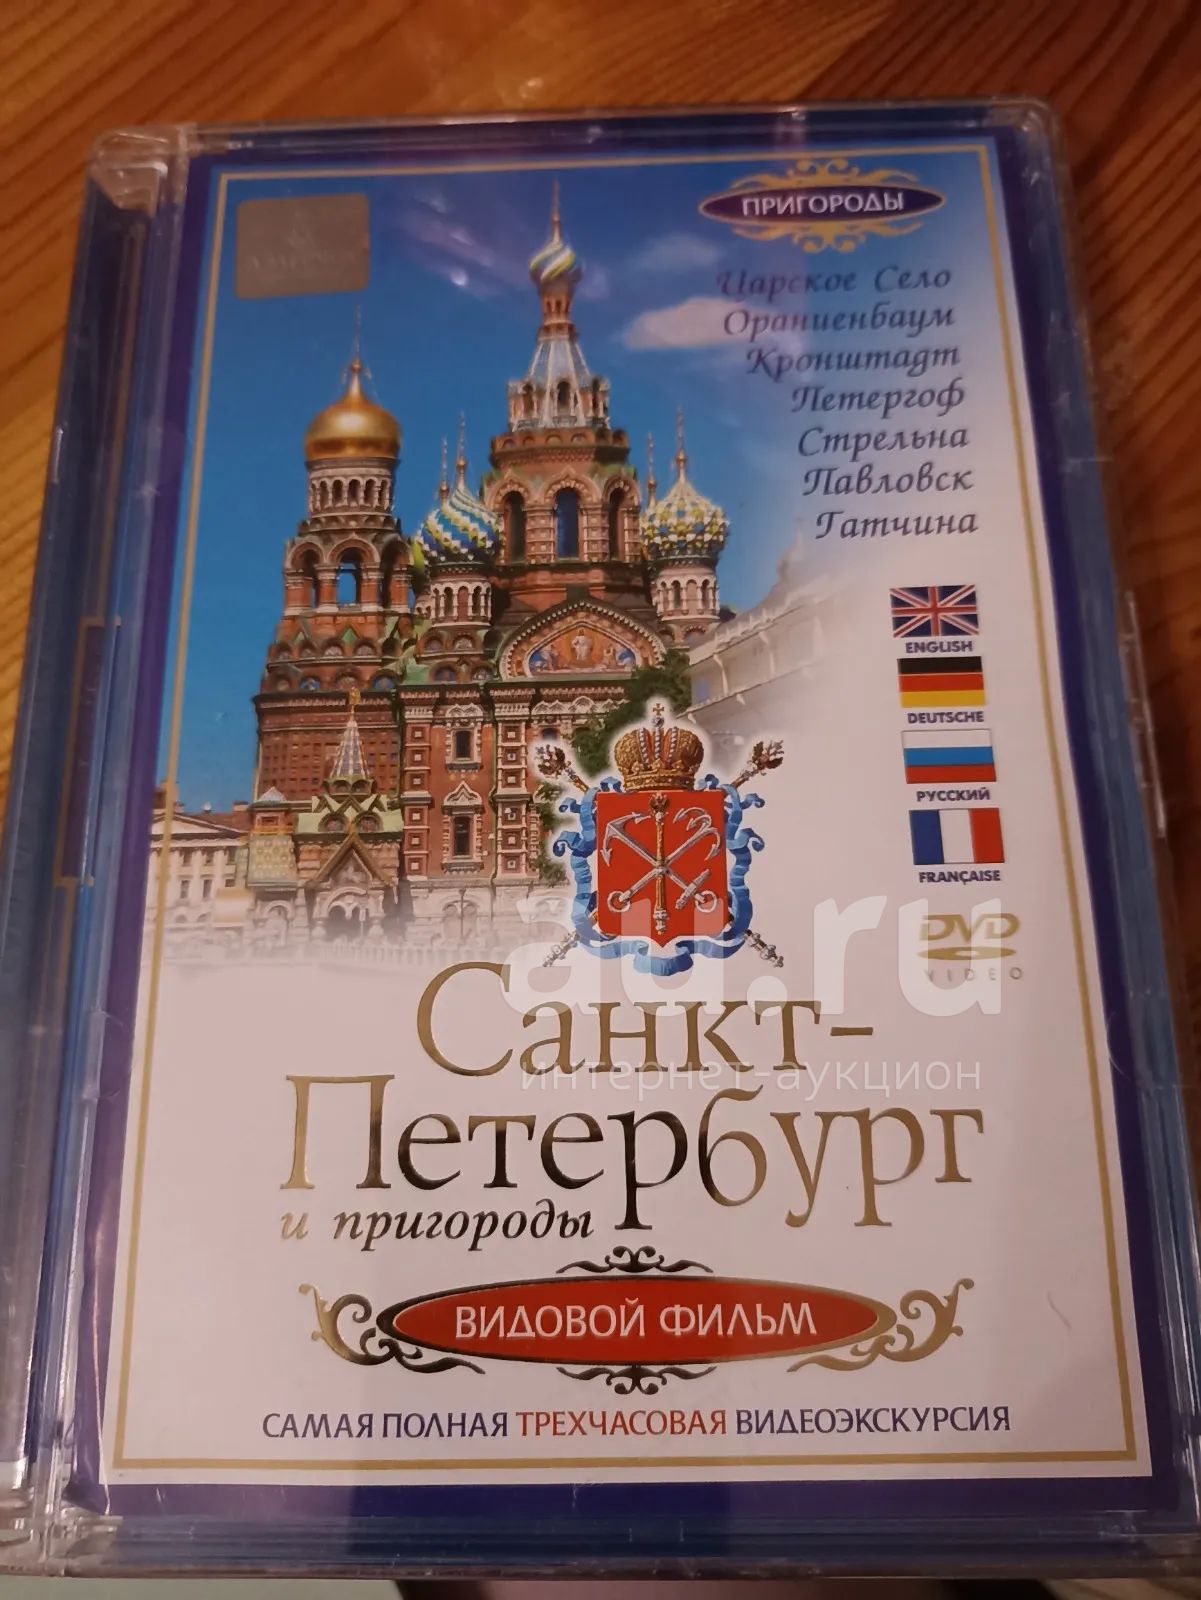 ПРИГОРОДЫ
Царское Село
Ораниенбаум
Кронштадт
Петергоф
Стрельна
Павловск
Гатчина
ENGLISH
DEUTSCHE
РУССКИЙ
FRANÇAISE
DVD
VIDEO
au.ru
интернет-аукцион
Санкт-
Петербург
и пригороды
ВИДОВОЙ ФИЛЬМ
САМАЯ ПОЛНАЯ ТРЕХЧАСОВАЯ ВИДЕОЭКСКУРСИЯ